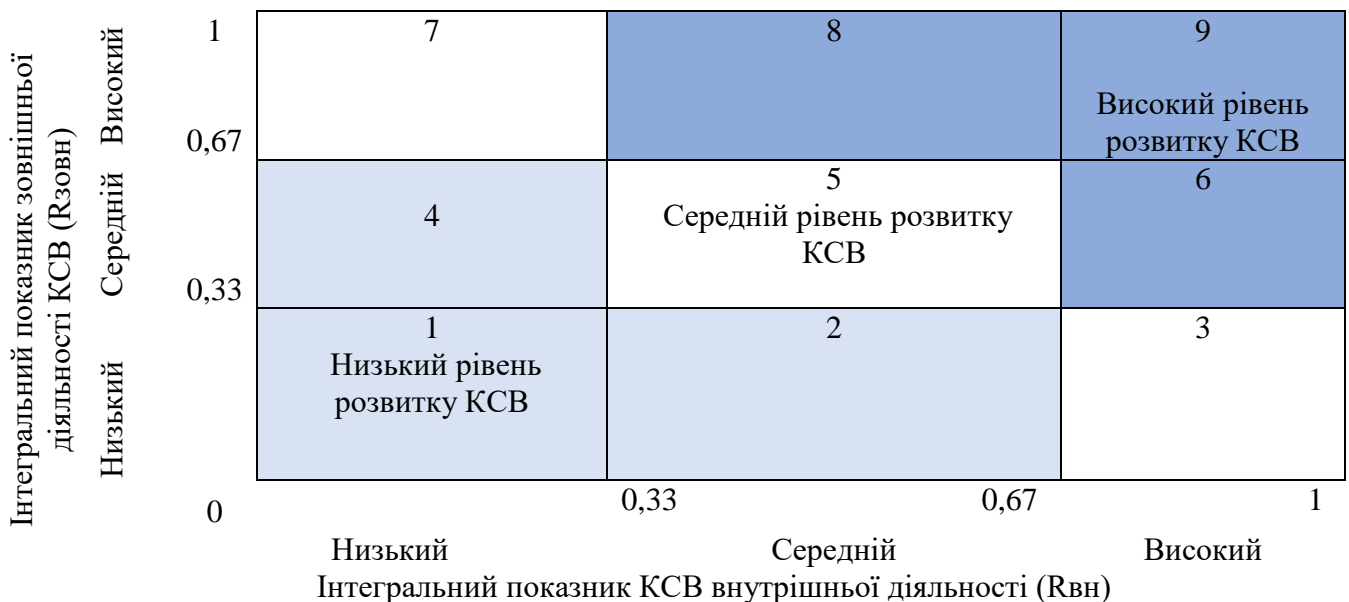 Інтегральний показник зовнішньої
діяльності КСВ (Rзовн)
Низький Середній Високий
1
0,67
0,33
0
7
8
9
Високий рівень
розвитку КСВ
4
5
Середній рівень розвитку
КСВ
6
1
Низький рівень
розвитку КСВ
2
3
0,33 0,67 1
Низький Середній Високий
Інтегральний показник КСВ внутрішньої діяльності (Rвн)